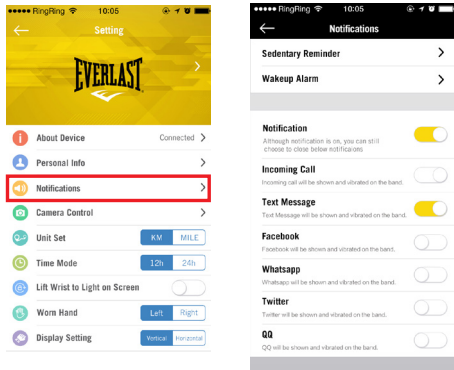 RingRing 10:05
Setting
EVERLAST
About Device Connected
Personal Info
Notifications
Camera Control
Unit Set KM MILE
Time Mode 12h 24h
Lift Wrist to Light on Screen
Worn Hand Left Right
Display Setting Vertical Horizontal
RingRing 10:05
Notifications
Sedentary Reminder
Wakeup Alarm
Notification
Although notification is on, you can still
choose to close below notifications
Incoming Call
Incoming call will be shown and vibrated on the band.
Text Message
Text Message will be shown and vibrated on the band.
Facebook
Facebook will be shown and vibrated on the band.
Whatsapp
Whatsapp will be shown and vibrated on the band.
Twitter
Twitter will be shown and vibrated on the band.
QQ
QQ will be shown and vibrated on the band.